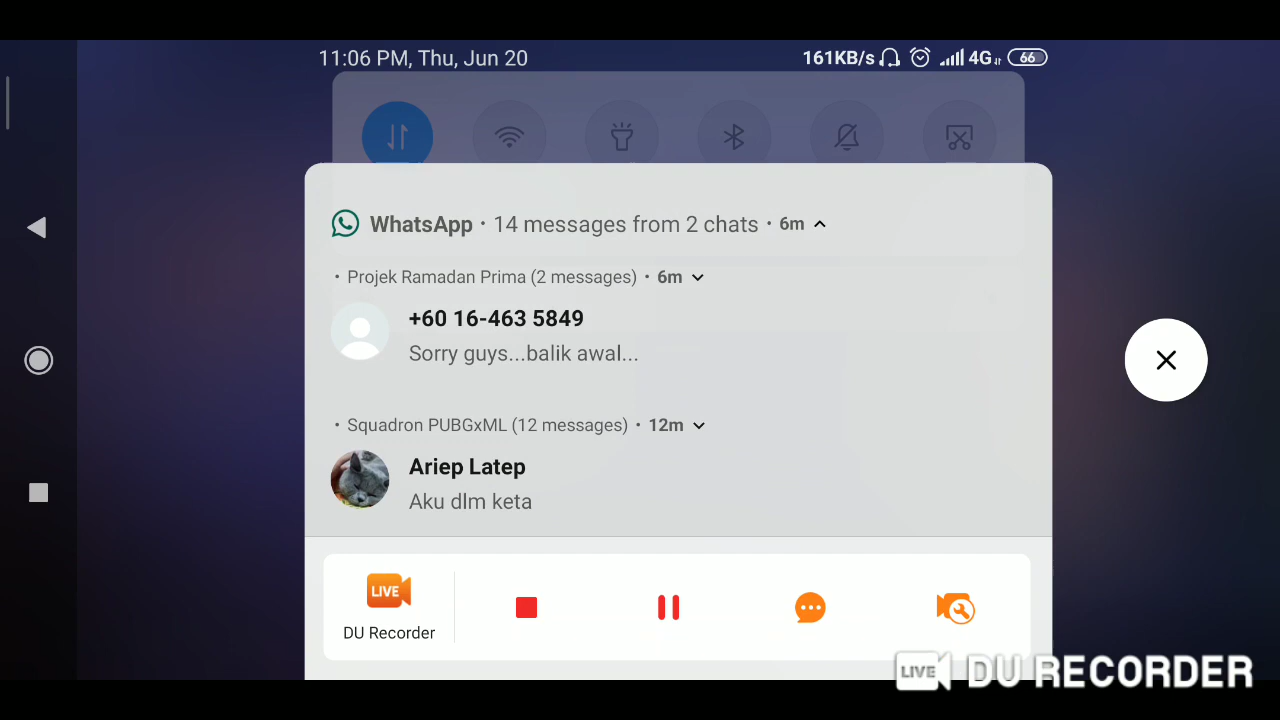 11:06 PM, Thu, Jun 20
161KB/s 4G 66
WhatsApp · 14 messages from 2 chats · 6m
· Projek Ramadan Prima (2 messages) · 6m
+60 16-463 5849
Sorry guys...balik awal...
· Squadron PUBGxML (12 messages) · 12m
Ariep Latep
Aku dlm keta
LIVE
DU Recorder
LIVE DU RECORDER